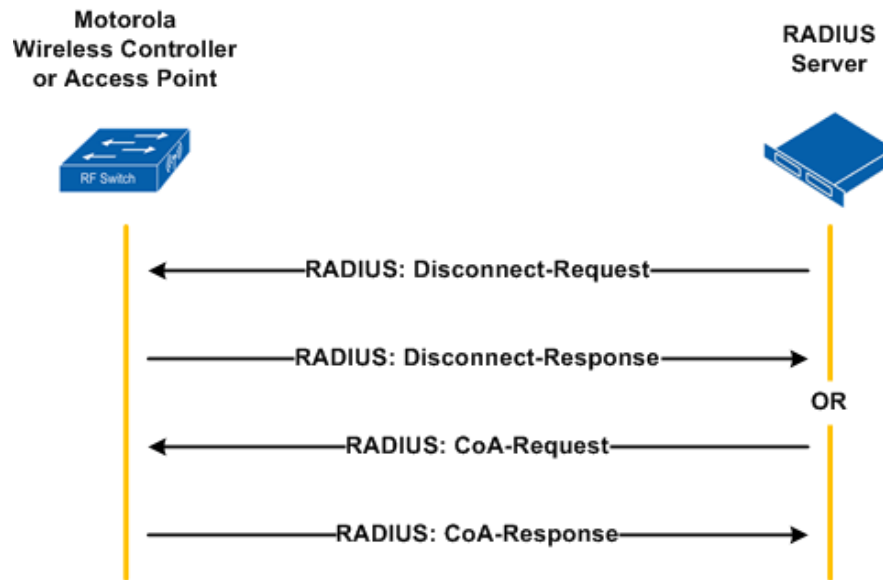 Motorola
Wireless Controller
or Access Point
RADIUS
Server
RF Switch
RADIUS: Disconnect-Request
RADIUS: Disconnect-Response
OR
RADIUS: CoA-Request
RADIUS: CoA-Response